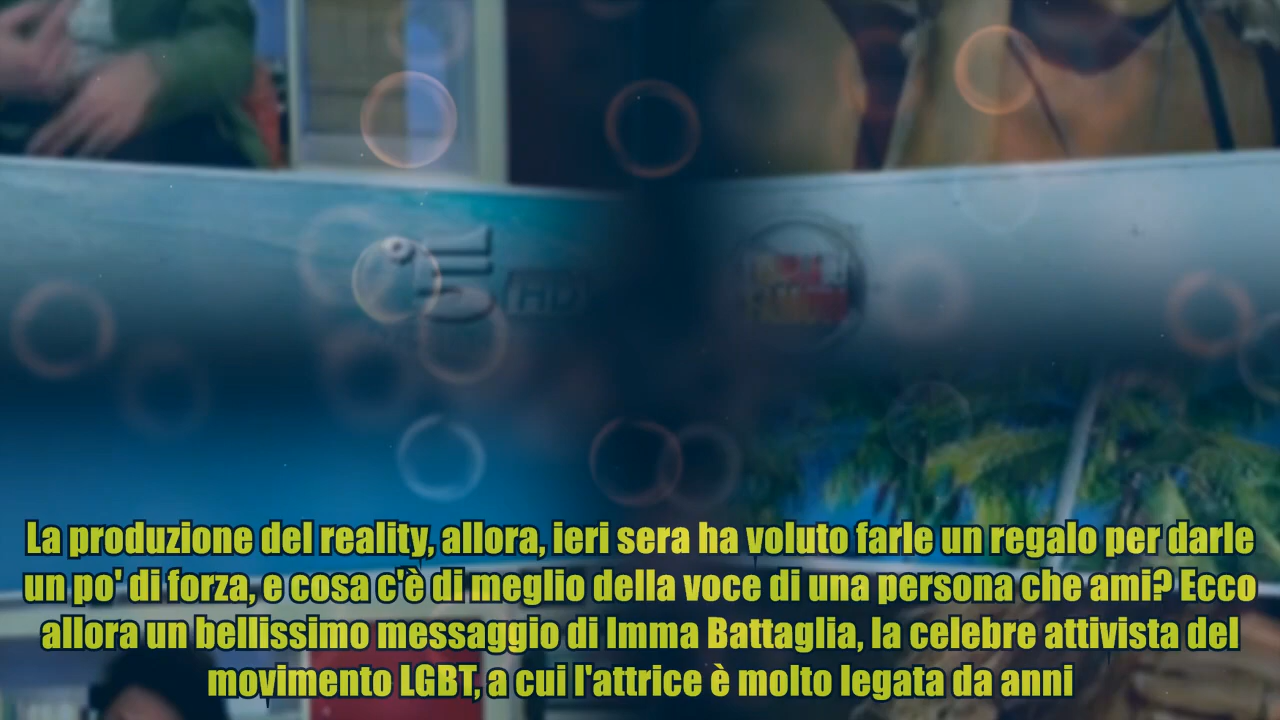 5 HD
La produzione del reality, allora, ieri sera ha voluto farle un regalo per darle
un po' di forza, e cosa c'è di meglio della voce di una persona che ami? Ecco
allora un bellissimo messaggio di Imma Battaglia, la celebre attivista del
movimento LGBT, a cui l'attrice è molto legata da anni